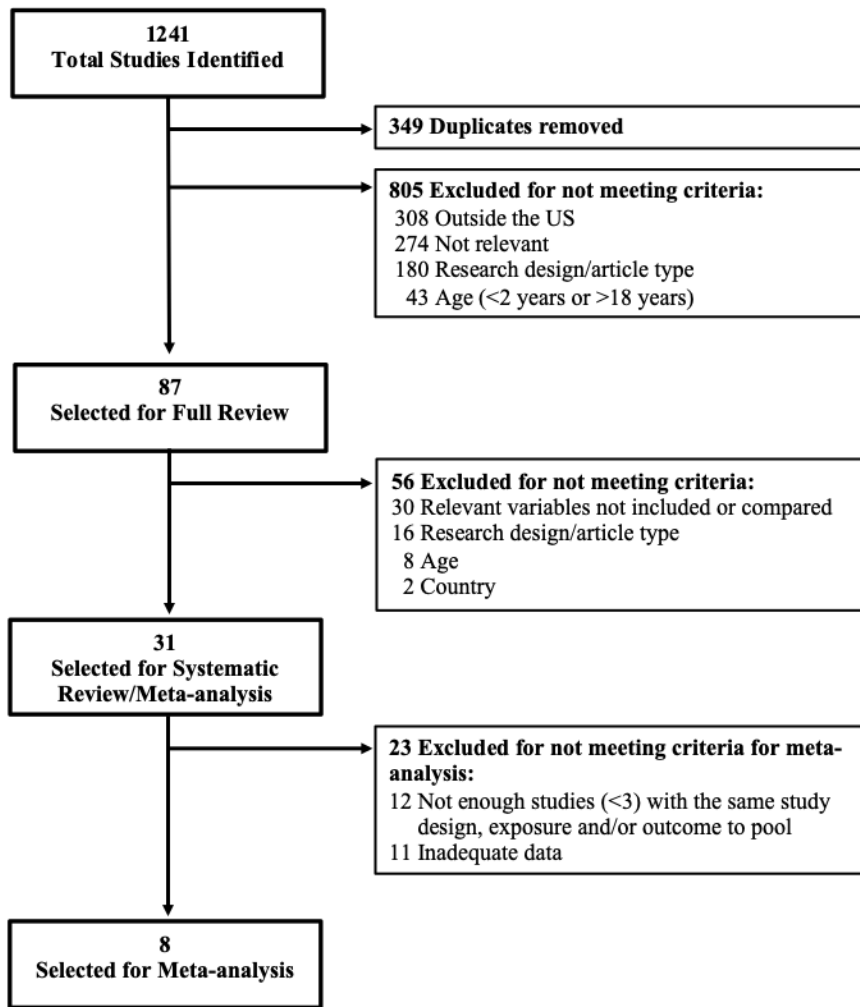 1241
Total Studies Identified
349 Duplicates removed
805 Excluded for not meeting criteria:
308 Outside the US
274 Not relevant
180 Research design/article type
43 Age (<2 years or >18 years)
87
Selected for Full Review
56 Excluded for not meeting criteria:
30 Relevant variables not included or compared
16 Research design/article type
8 Age
2 Country
31
Selected for Systematic
Review/Meta-analysis
23 Excluded for not meeting criteria for meta-
analysis:
12 Not enough studies (<3) with the same study
design, exposure and/or outcome to pool
11 Inadequate data
8
Selected for Meta-analysis